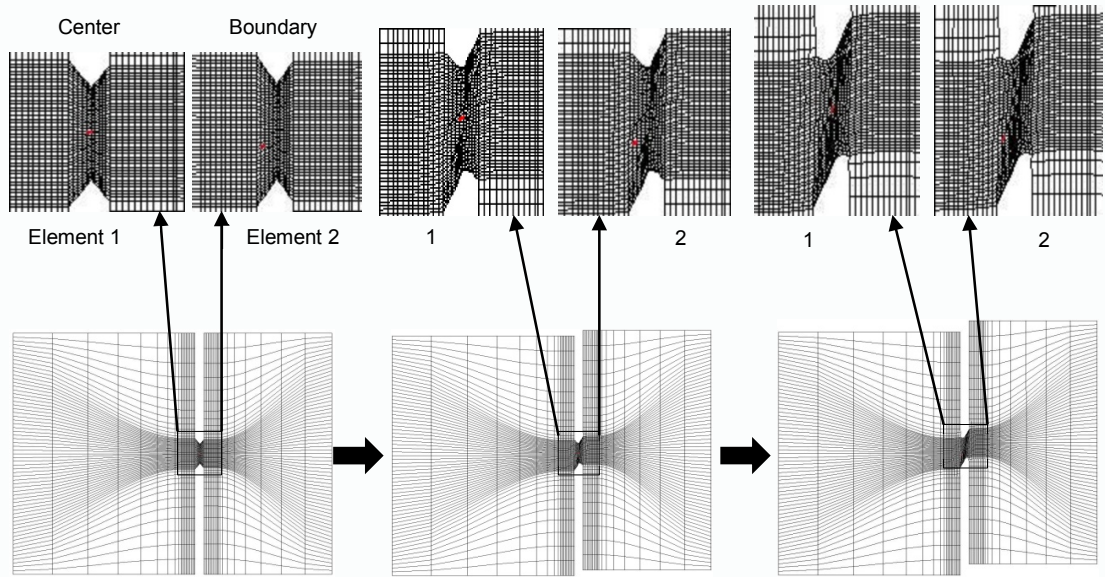 Center
Boundary
Element 1
Element 2
1
2
1
2